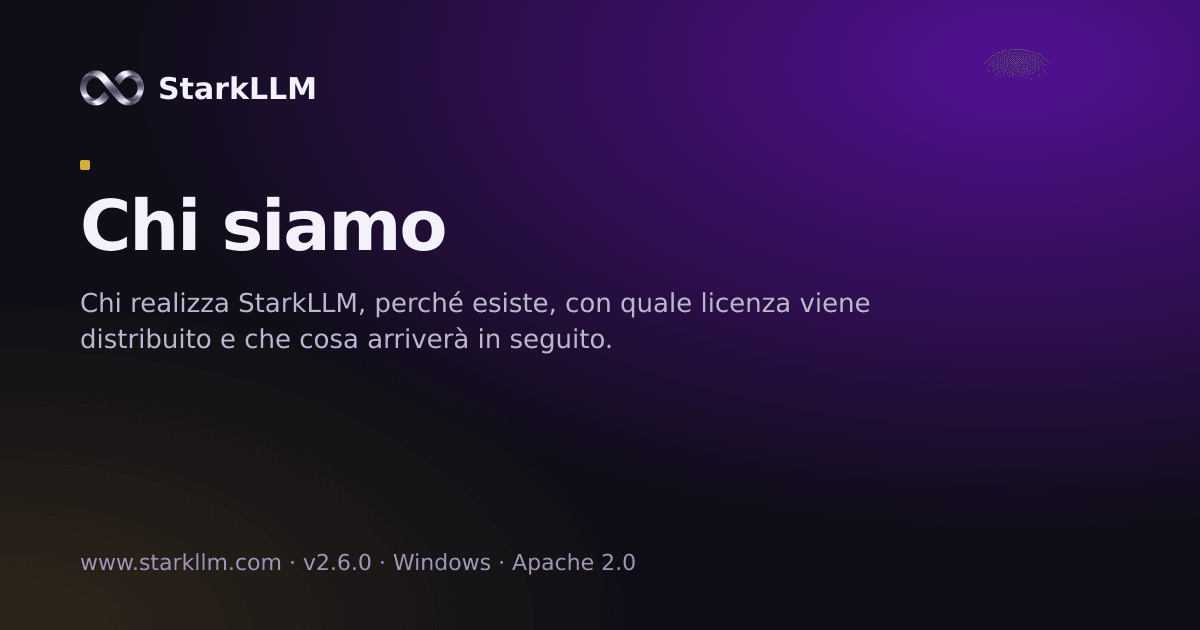 StarkLLM
Chi siamo
Chi realizza StarkLLM, perché esiste, con quale licenza viene
distribuito e che cosa arriverà in seguito.
www.starkllm.com · v2.6.0 · Windows · Apache 2.0